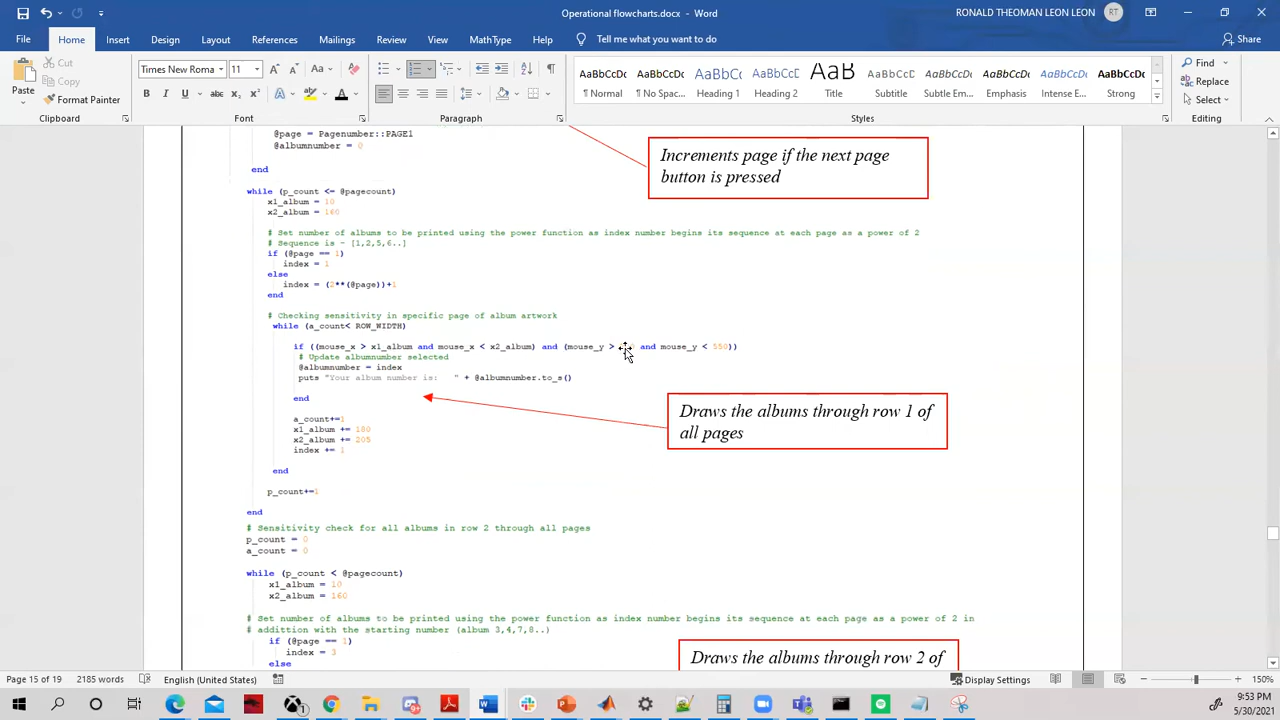 Operational flows.docx - Word
RONALD THEOMAN LEON LEON
RT
File
Home
Insert
Design
Layout
References
Mailings
Review
View
MathType
Help
Tell me what you want to do
Share
Paste
Cut
Copy
Format Painter
Clipboard
Times New Roma
11
Font
Paragraph
AaBbCcDc
¶ Normal
AaBbCcDc
¶ No Spac...
AaBbCcD
Heading 1
AaBbCcD
Heading 2
AaB
Title
AaBbCcD
Subtitle
AaBbCcDc
Subtle Em...
AaBbCcDc
Emphasis
AaBbCcDc
Intense E...
AaBbCcDc
Strong
Styles
Find
Replace
Select
Editing
@page = Pagenumber::PAGE1
@albumnumber = 0
end
Increments page if the next page
button is pressed
while (p_count <= @pagecount)
x1_album = 10
x2_album = 160
# Set number of albums to be printed using the power function as index number begins its sequence at each page as a power of 2
# Sequence is - [1,2,5,6..]
if (@page == 1)
index = 1
else
index = (2**(@page))+1
end
# Checking sensitivity in specific page of album artwork
while (a_count< ROW_WIDTH)
if ((mouse_x > x1_album and mouse_x < x2_album) and (mouse_y > and mouse_y < 550))
# Update albumnumber selected
@albumnumber = index
puts "Your album number is:   " + @albumnumber.to_s()
end
Draws the albums through row 1 of
all pages
a_count+=1
x1_album += 180
x2_album += 205
index += 1
end
p_count+=1
end
# Sensitivity check for all albums in row 2 through all pages
p_count = 0
a_count = 0
while (p_count < @pagecount)
x1_album = 10
x2_album = 160
# Set number of albums to be printed using the power function as index number begins its sequence at each page as a power of 2 in
# addittion with the starting number (album 3,4,7,8..)
if (@page == 1)
index = 3
else
Draws the albums through row 2 of
Page 15 of 19
2185 words
English (United States)
Display Settings
150%
9:53 PM
5/30/2021